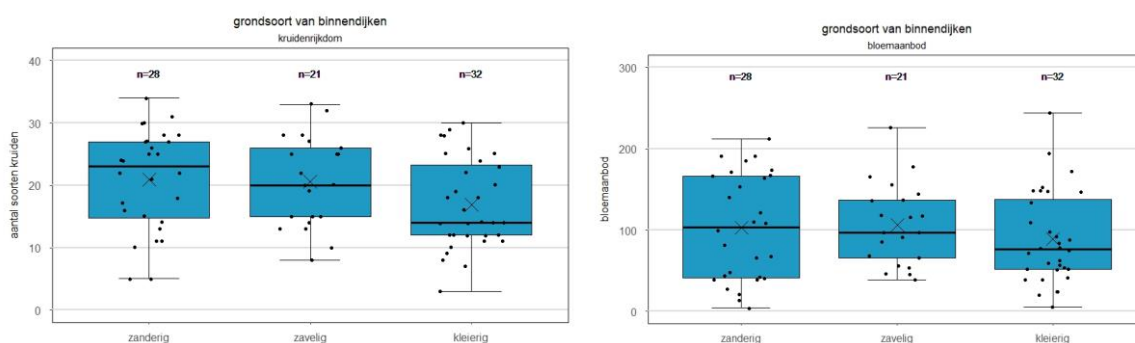 grondsoort van binnendijken
kruidenrijkdom
40
30
20
10
0
aantal soorten kruiden
n=28
n=21
n=32
zanderig
zavelig
kleierig
grondsoort van binnendijken
bloemaanbod
300
200
100
0
bloemaanbod
n=28
n=21
n=32
zanderig
zavelig
kleierig